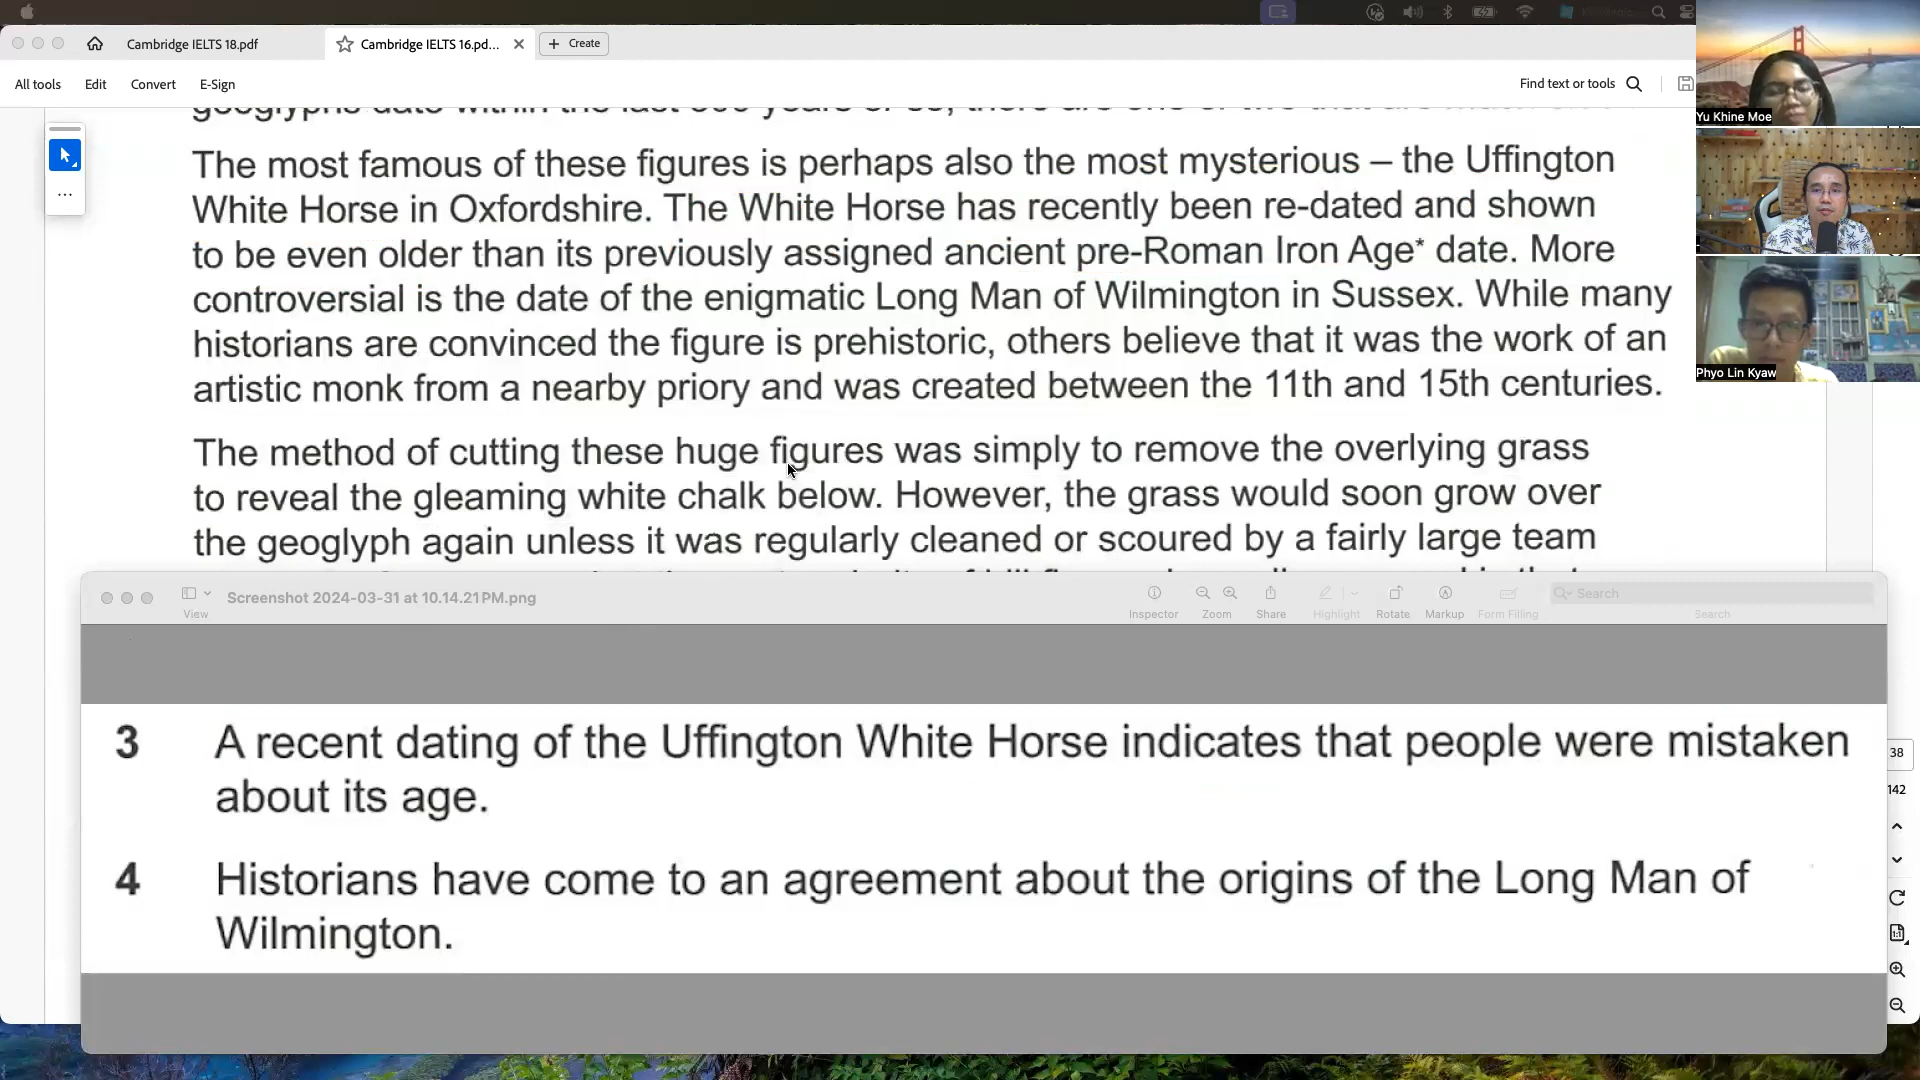 Cambridge IELTS 18.pdf
Cambridge IELTS 16.pd...
Create
All tools
Edit
Convert
E-Sign
Find text or tools
The most famous of these figures is perhaps also the most mysterious – the Uffington
White Horse in Oxfordshire. The White Horse has recently been re-dated and shown
to be even older than its previously assigned ancient pre-Roman Iron Age* date. More
controversial is the date of the enigmatic Long Man of Wilmington in Sussex. While many
historians are convinced the figure is prehistoric, others believe that it was the work of an
artistic monk from a nearby priory and was created between the 11th and 15th centuries.
The method of cutting these huge figures was simply to remove the overlying grass
to reveal the gleaming white chalk below. However, the grass would soon grow over
the geoglyph again unless it was regularly cleaned or scoured by a fairly large team
View
Screenshot 2024-03-31 at 10.14.21 PM.png
Inspector
Zoom
Share
Highlight
Rotate
Markup
Form Filling
Search
Search
3 A recent dating of the Uffington White Horse indicates that people were mistaken
about its age.
4 Historians have come to an agreement about the origins of the Long Man of
Wilmington.
38
142
Yu Khine Moe
Phyo Lin Kyaw